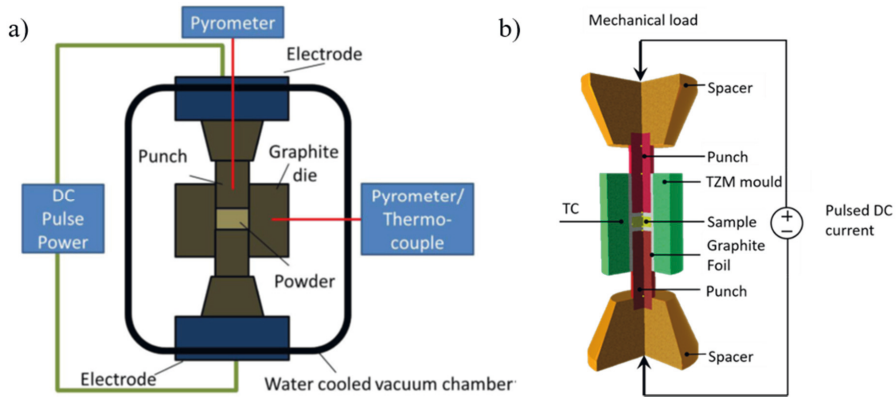 a)
Pyrometer
Electrode
Punch
Graphite
die
DC
Pulse
Power
Pyrometer/
Thermo-
couple
Powder
Electrode
Water cooled vacuum chamber
b)
Mechanical load
Spacer
Punch
TZM mould
TC
Sample
Graphite
Foil
Punch
Spacer
+
−
Pulsed DC
current